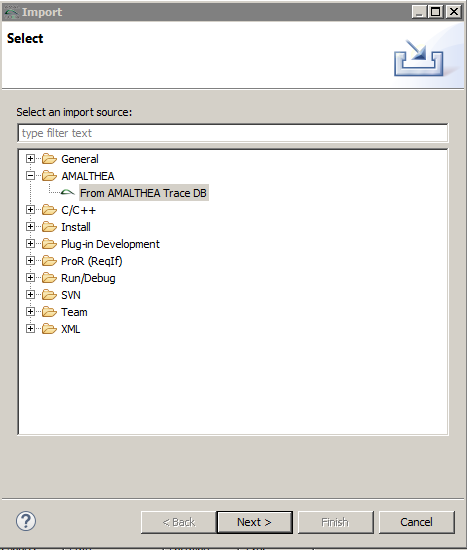 Import
Select
Select an import source:
type filter text
General
AMALTHEA
From AMALTHEA Trace DB
C/C++
Install
Plug-in Development
ProR (ReqIf)
Run/Debug
SVN
Team
XML
?
< Back
Next >
Finish
Cancel